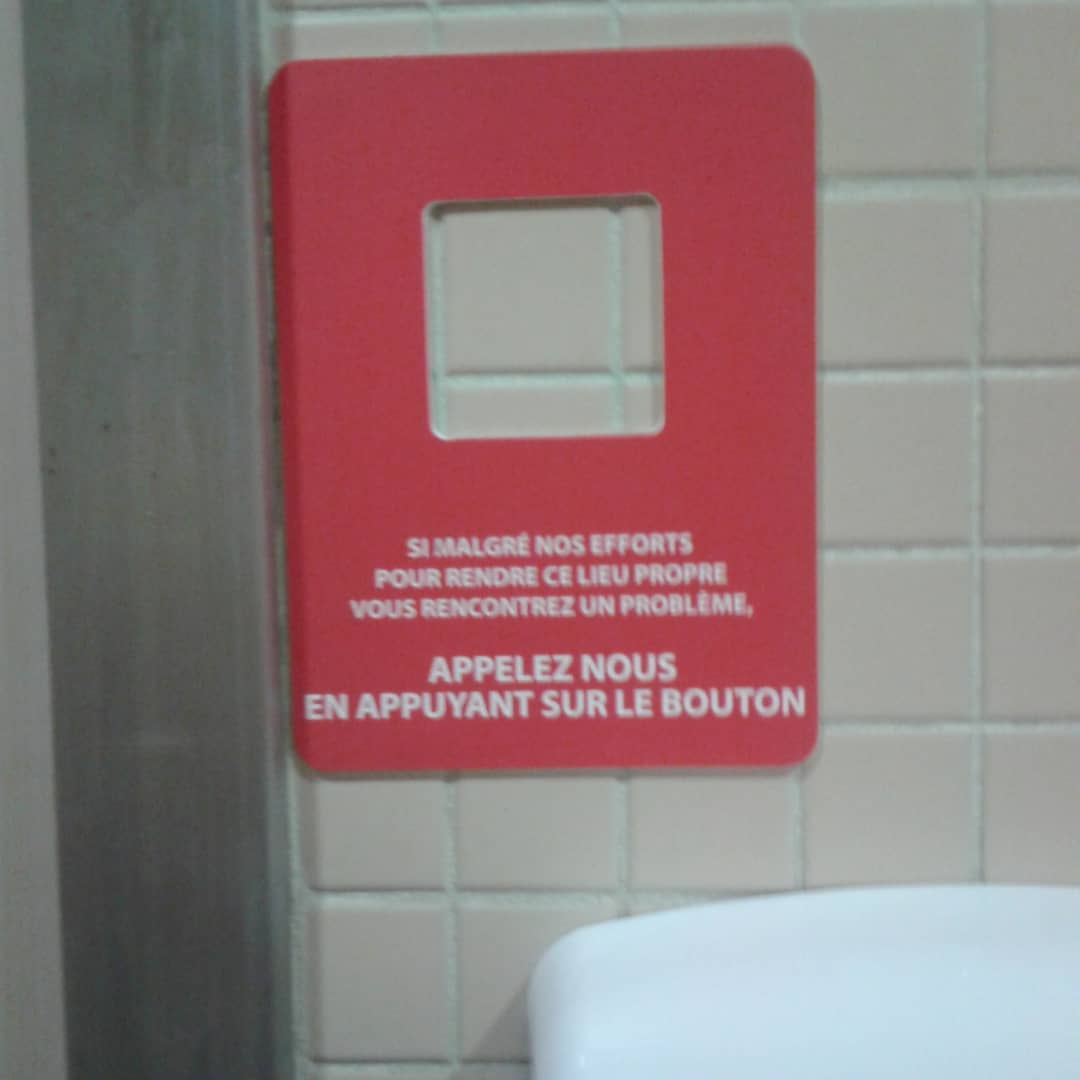 SI MALGRÉ NOS EFFORTS
POUR RENDRE CE LIEU PROPRE
VOUS RENCONTREZ UN PROBLÈME,
APPELEZ NOUS
EN APPUYANT SUR LE BOUTON